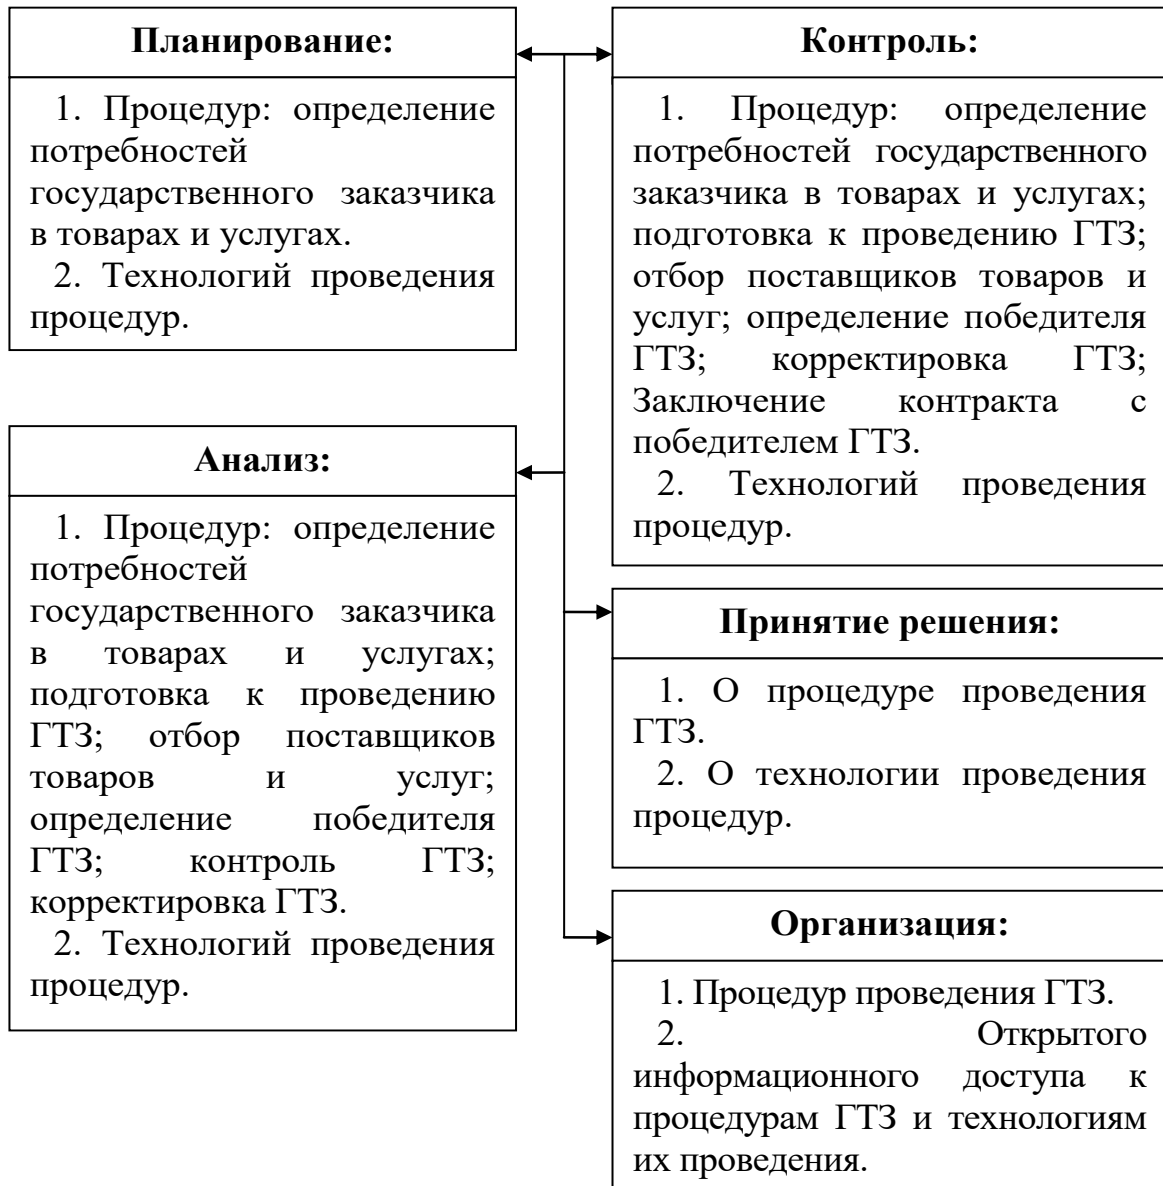 Планирование:
1. Процедур: определение
потребностей
государственного заказчика
в товарах и услугах.
2. Технологий проведения
процедур.
Анализ:
1. Процедур: определение
потребностей
государственного заказчика
в товарах и услугах;
подготовка к проведению
ГТЗ; отбор поставщиков
товаров и услуг;
определение победителя
ГТЗ; контроль ГТЗ;
корректировка ГТЗ.
2. Технологий проведения
процедур.
Контроль:
1. Процедур: определение
потребностей государственного
заказчика в товарах и услугах;
подготовка к проведению ГТЗ;
отбор поставщиков товаров и
услуг; определение победителя
ГТЗ; корректировка ГТЗ;
Заключение контракта с
победителем ГТЗ.
2. Технологий проведения
процедур.
Принятие решения:
1. О процедуре проведения
ГТЗ.
2. О технологии проведения
процедур.
Организация:
1. Процедур проведения ГТЗ.
2. Открытого
информационного доступа к
процедурам ГТЗ и технологиям
их проведения.